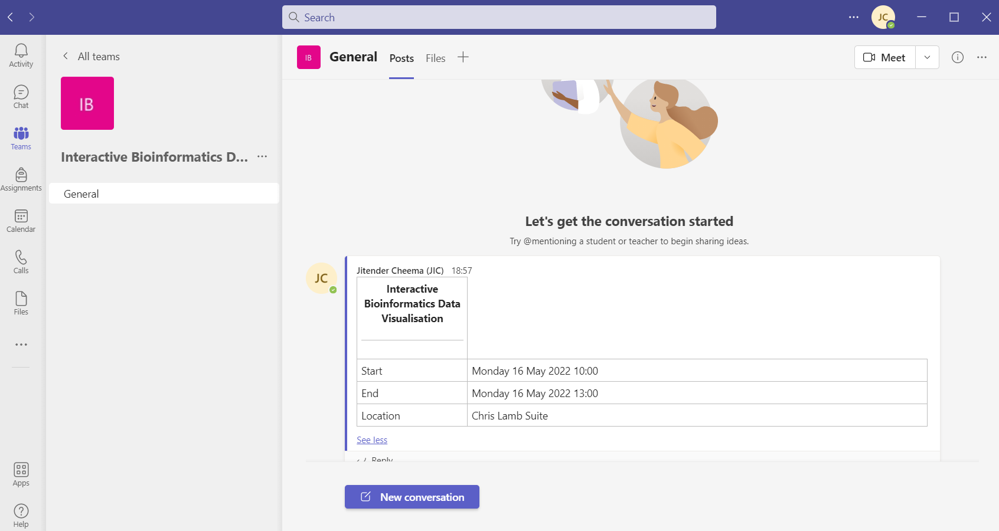 Search
JC
Activity
Chat
Teams
Assignments
Calendar
Calls
Files
Apps
Help
All teams
IB
Interactive Bioinformatics D...
General
IB
General
Posts
Files
Meet
Let's get the conversation started
Try @mentioning a student or teacher to begin sharing ideas.
JC
Jitender Cheema (JIC) 18:57
Interactive
Bioinformatics Data
Visualisation
Start Monday 16 May 2022 10:00
End Monday 16 May 2022 13:00
Location Chris Lamb Suite
See less
Reply
New conversation